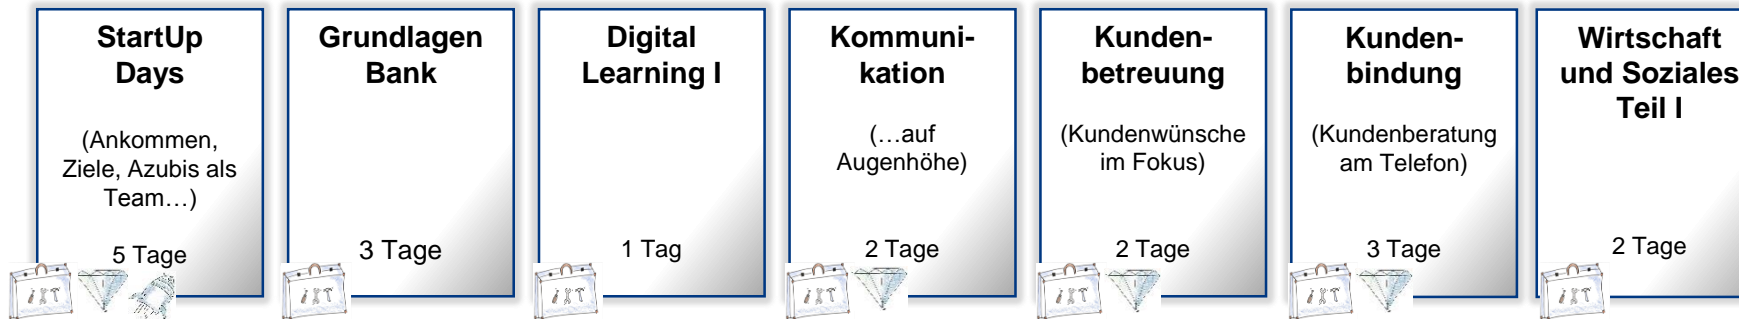 StartUp
Days
(Ankommen,
Ziele, Azubis als
Team…)
5 Tage
Grundlagen
Bank
3 Tage
Digital
Learning I
1 Tag
Kommuni-
kation
(…auf
Augenhöhe)
2 Tage
Kunden-
betreuung
(Kundenwünsche
im Fokus)
2 Tage
Kunden-
bindung
(Kundenberatung
am Telefon)
3 Tage
Wirtschaft
und Soziales
Teil I
2 Tage